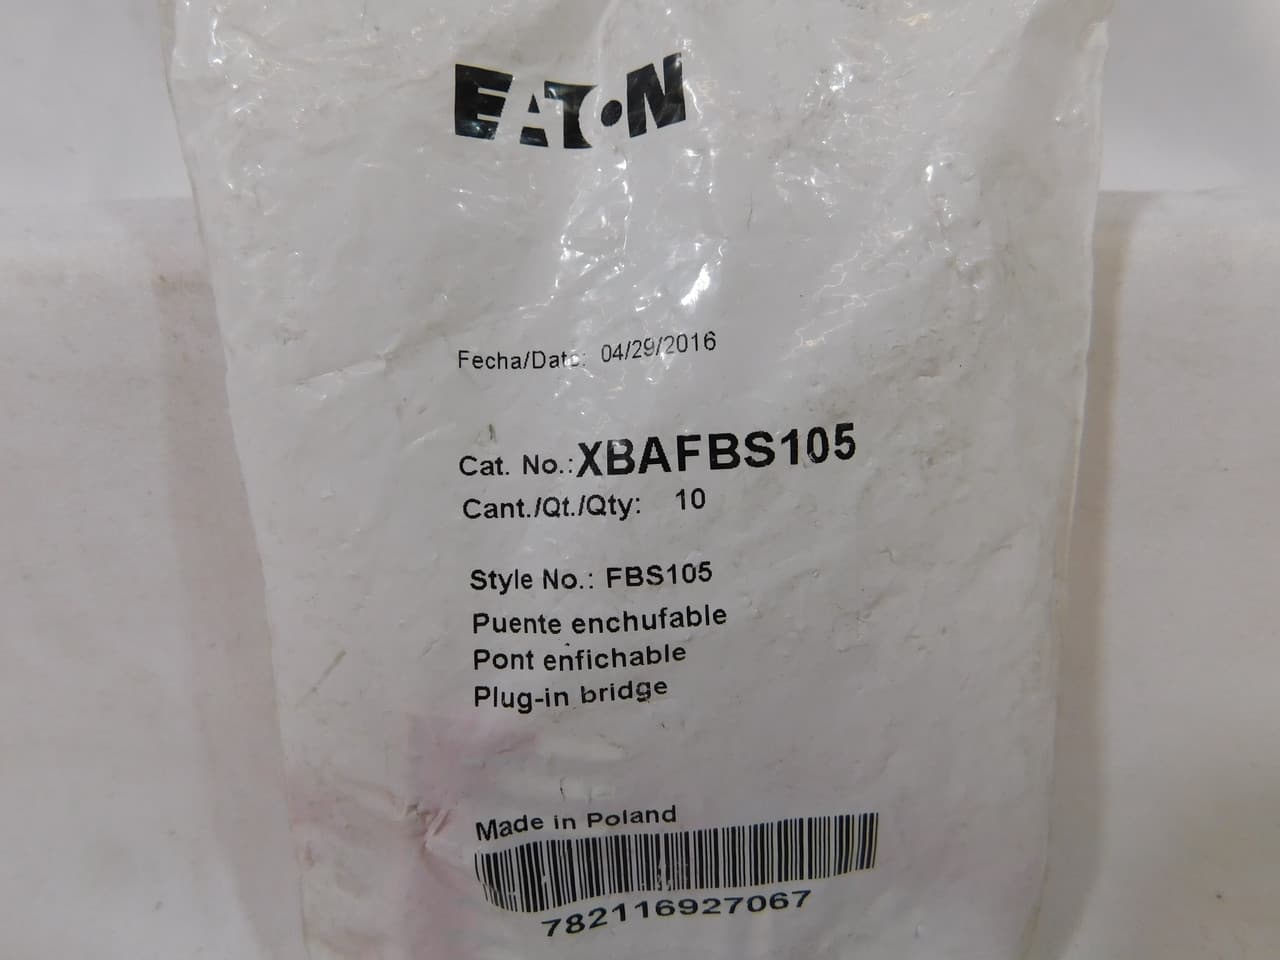 EATON
Fecha/Date: 04/29/2016
Cat. No.: XBAFBS105
Cant./Qt./Qty: 10
Style No.: FBS105
Puente enchufable
Pont enfichable
Plug-in bridge
Made in Poland
782116927067